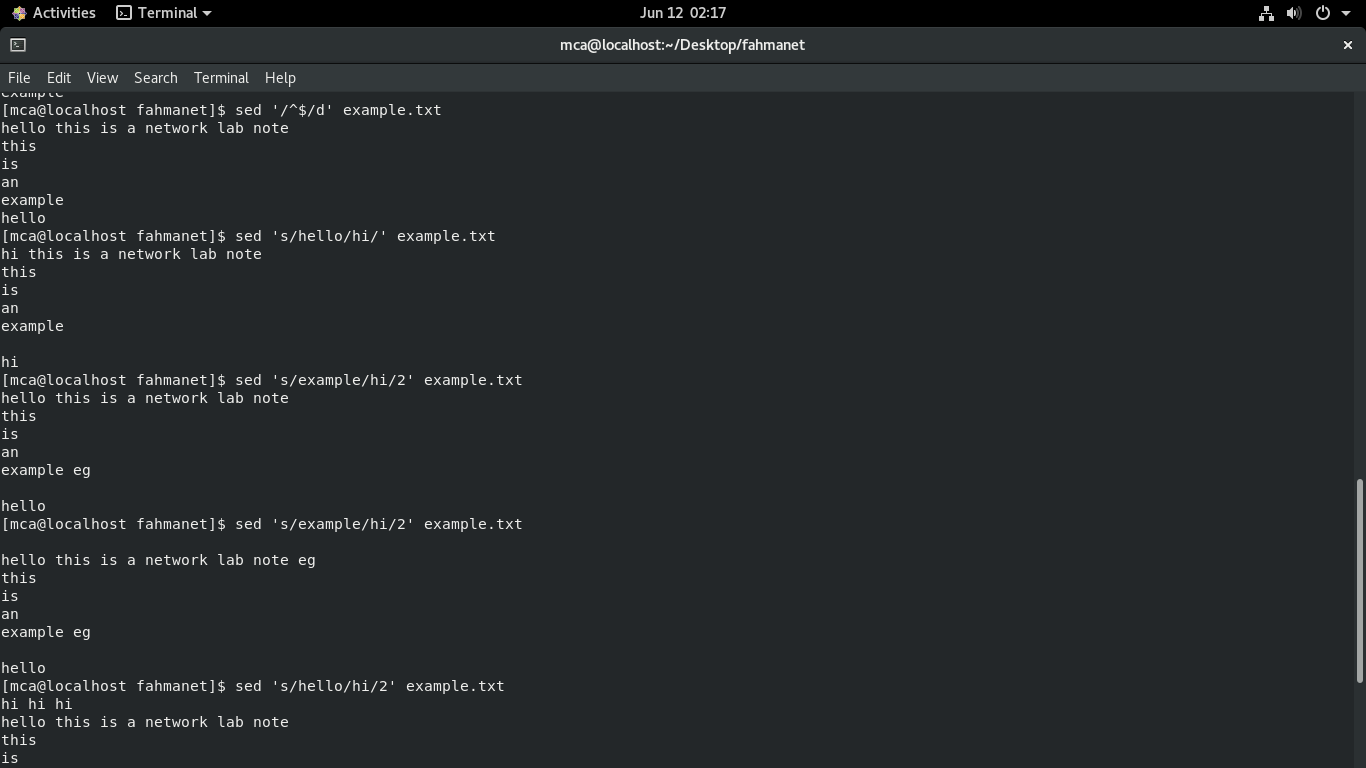 Activities Terminal Jun 12 02:17
mca@localhost:~/Desktop/fahmanet ×
File Edit View Search Terminal Help
example
[mca@localhost fahmanet]$ sed '/^$/d' example.txt
hello this is a network lab note
this
is
an
example
hello
[mca@localhost fahmanet]$ sed 's/hello/hi/' example.txt
hi this is a network lab note
this
is
an
example

hi
[mca@localhost fahmanet]$ sed 's/example/hi/2' example.txt
hello this is a network lab note
this
is
an
example eg

hello
[mca@localhost fahmanet]$ sed 's/example/hi/2' example.txt

hello this is a network lab note eg
this
is
an
example eg

hello
[mca@localhost fahmanet]$ sed 's/hello/hi/2' example.txt
hi hi hi
hello this is a network lab note
this
is